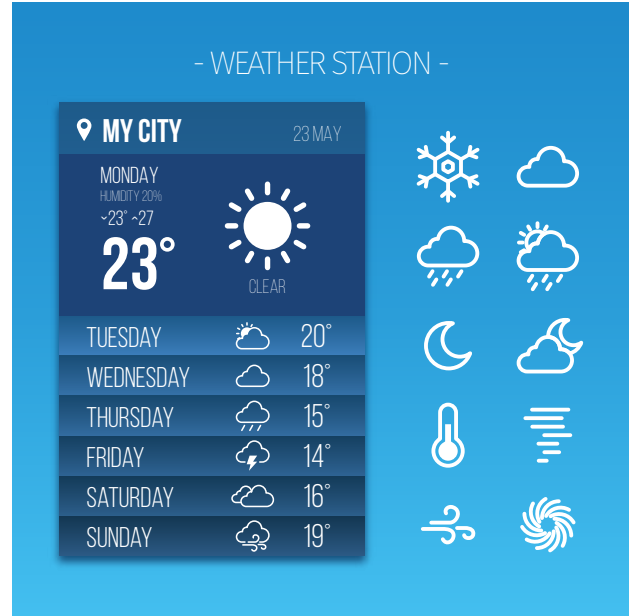 - WEATHER STATION -
MY CITY 23 MAY
MONDAY
HUMIDITY 20%
⌄23° ⌃27
23°
CLEAR
TUESDAY 20°
WEDNESDAY 18°
THURSDAY 15°
FRIDAY 14°
SATURDAY 16°
SUNDAY 19°